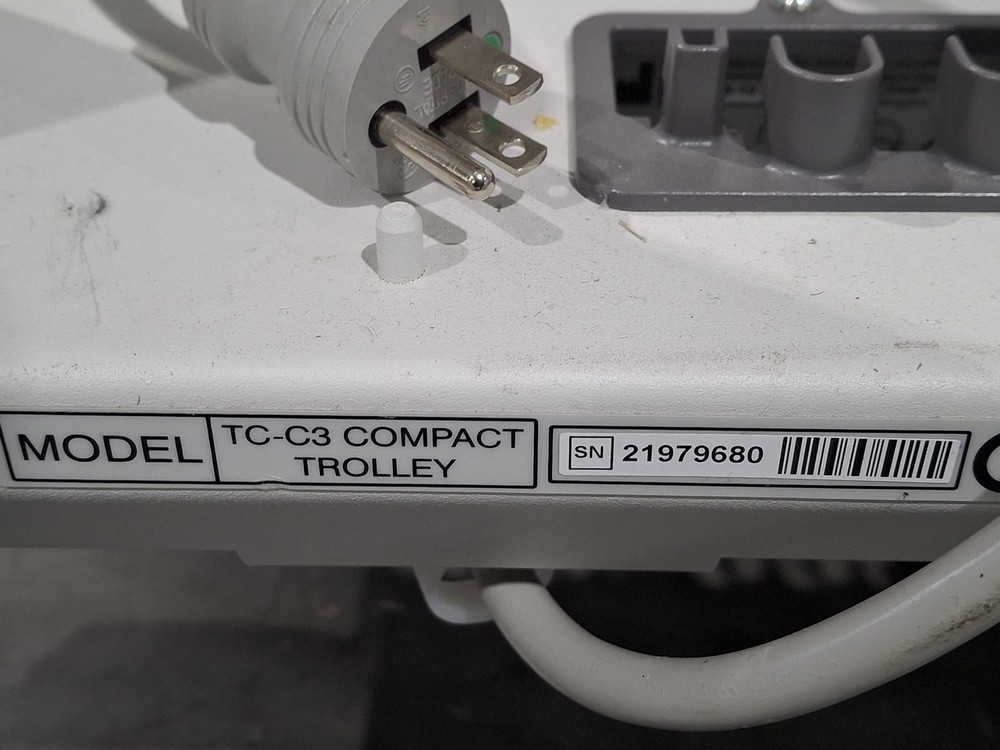 MODEL
TC-C3 COMPACT
TROLLEY
SN 21979680